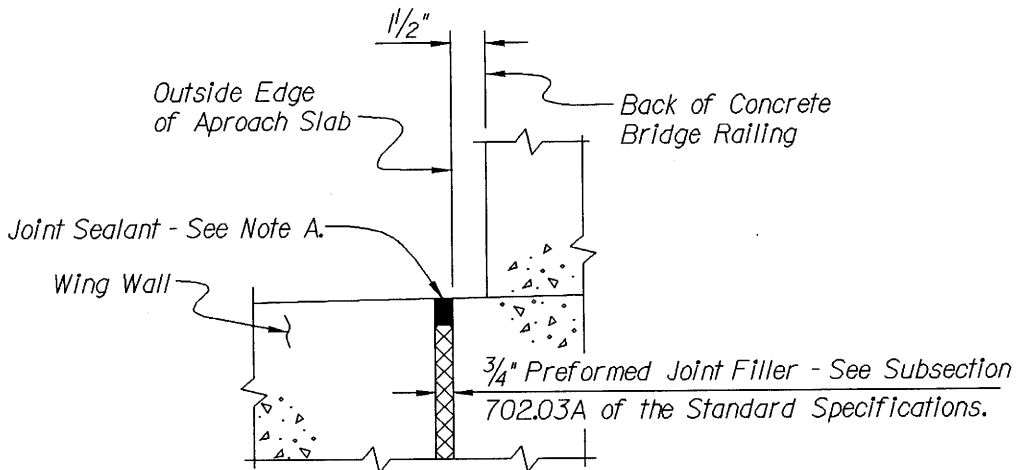 1 1/2"
Outside Edge
of Aproach Slab
Back of Concrete
Bridge Railing
Joint Sealant - See Note A.
Wing Wall
3/4" Preformed Joint Filler - See Subsection
702.03A of the Standard Specifications.